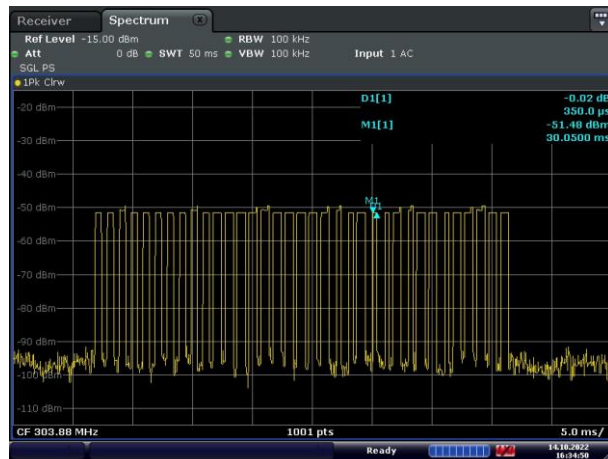 Receiver Spectrum
Ref Level -15.00 dBm RBW 100 kHz
Att 0 dB SWT 50 ms VBW 100 kHz Input 1 AC
SGL PS
1Pk Clrw
D1[1] -0.02 dB
350.0 µs
M1[1] -51.48 dBm
30.0500 ms
-20 dBm
-30 dBm
-40 dBm
-50 dBm
M1
D1
-60 dBm
-70 dBm
-80 dBm
-90 dBm
-100 dBm
-110 dBm
CF 303.88 MHz 1001 pts 5.0 ms/
Ready 14.10.2022
16:34:50